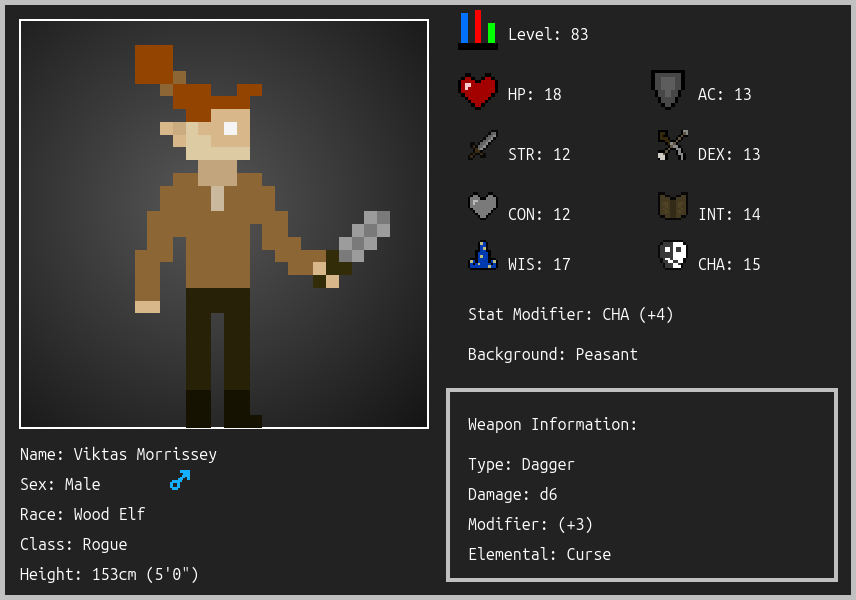 Level: 83
HP: 18
AC: 13
STR: 12
DEX: 13
CON: 12
INT: 14
WIS: 17
CHA: 15
Stat Modifier: CHA (+4)
Background: Peasant
Weapon Information:
Type: Dagger
Damage: d6
Modifier: (+3)
Elemental: Curse
Name: Viktas Morrissey
Sex: Male
Race: Wood Elf
Class: Rogue
Height: 153cm (5'0")